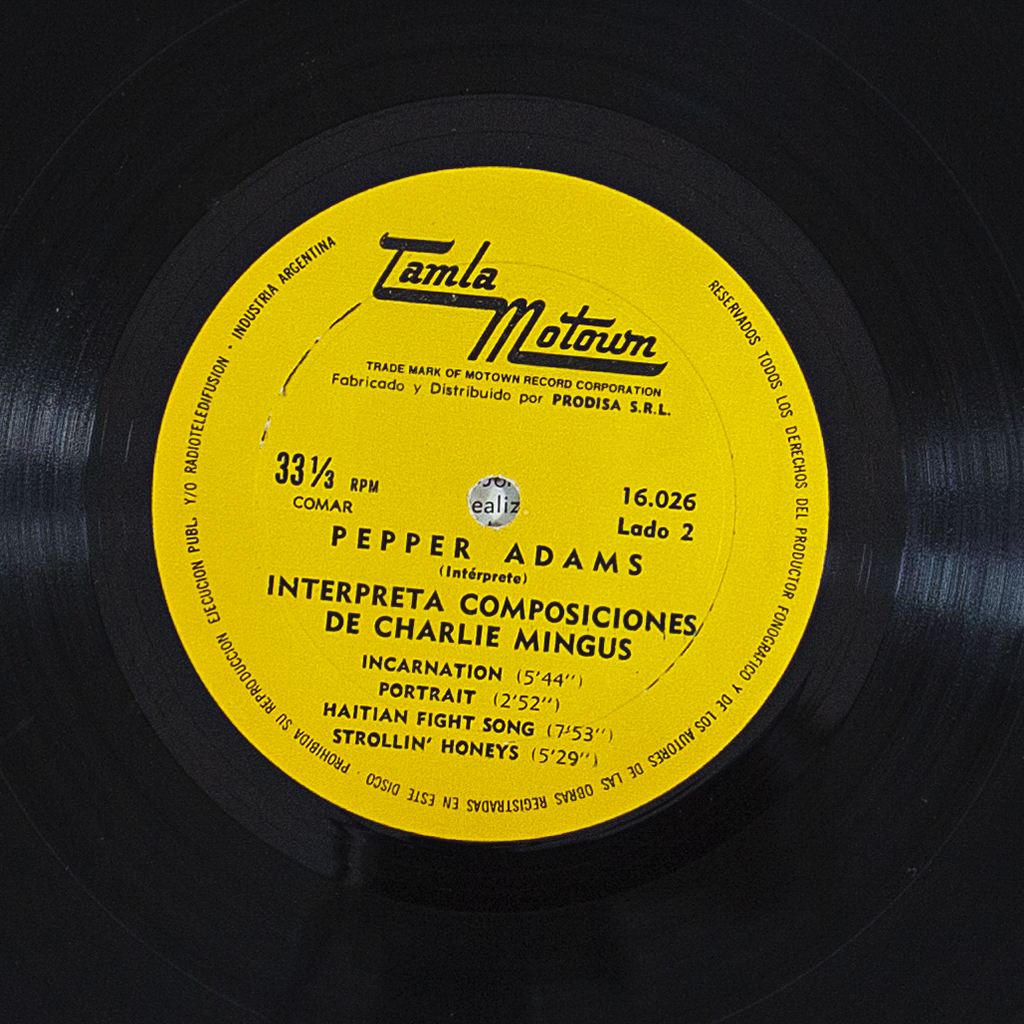 Tamla
Motown
TRADE MARK OF MOTOWN RECORD CORPORATION
Fabricado y Distribuido por PRODISA S.R.L.
33 1/3 RPM
COMAR
16.026
Lado 2
ealiz
PEPPER ADAMS
(Intérprete)
INTERPRETA COMPOSICIONES
DE CHARLIE MINGUS
INCARNATION (5'44'')
PORTRAIT (2'52'')
HAITIAN FIGHT SONG (7'53'')
STROLLIN' HONEYS (5'29'')
RESERVADOS TODOS LOS DERECHOS DEL PRODUCTOR FONOGRAFICO Y DE LOS AUTORES DE LAS OBRAS REGISTRADAS EN ESTE DISCO · PROHIBIDA SU REPRODUCCION EJECUCION PUBL. Y/O RADIOTELEDIFUSION · INDUSTRIA ARGENTINA